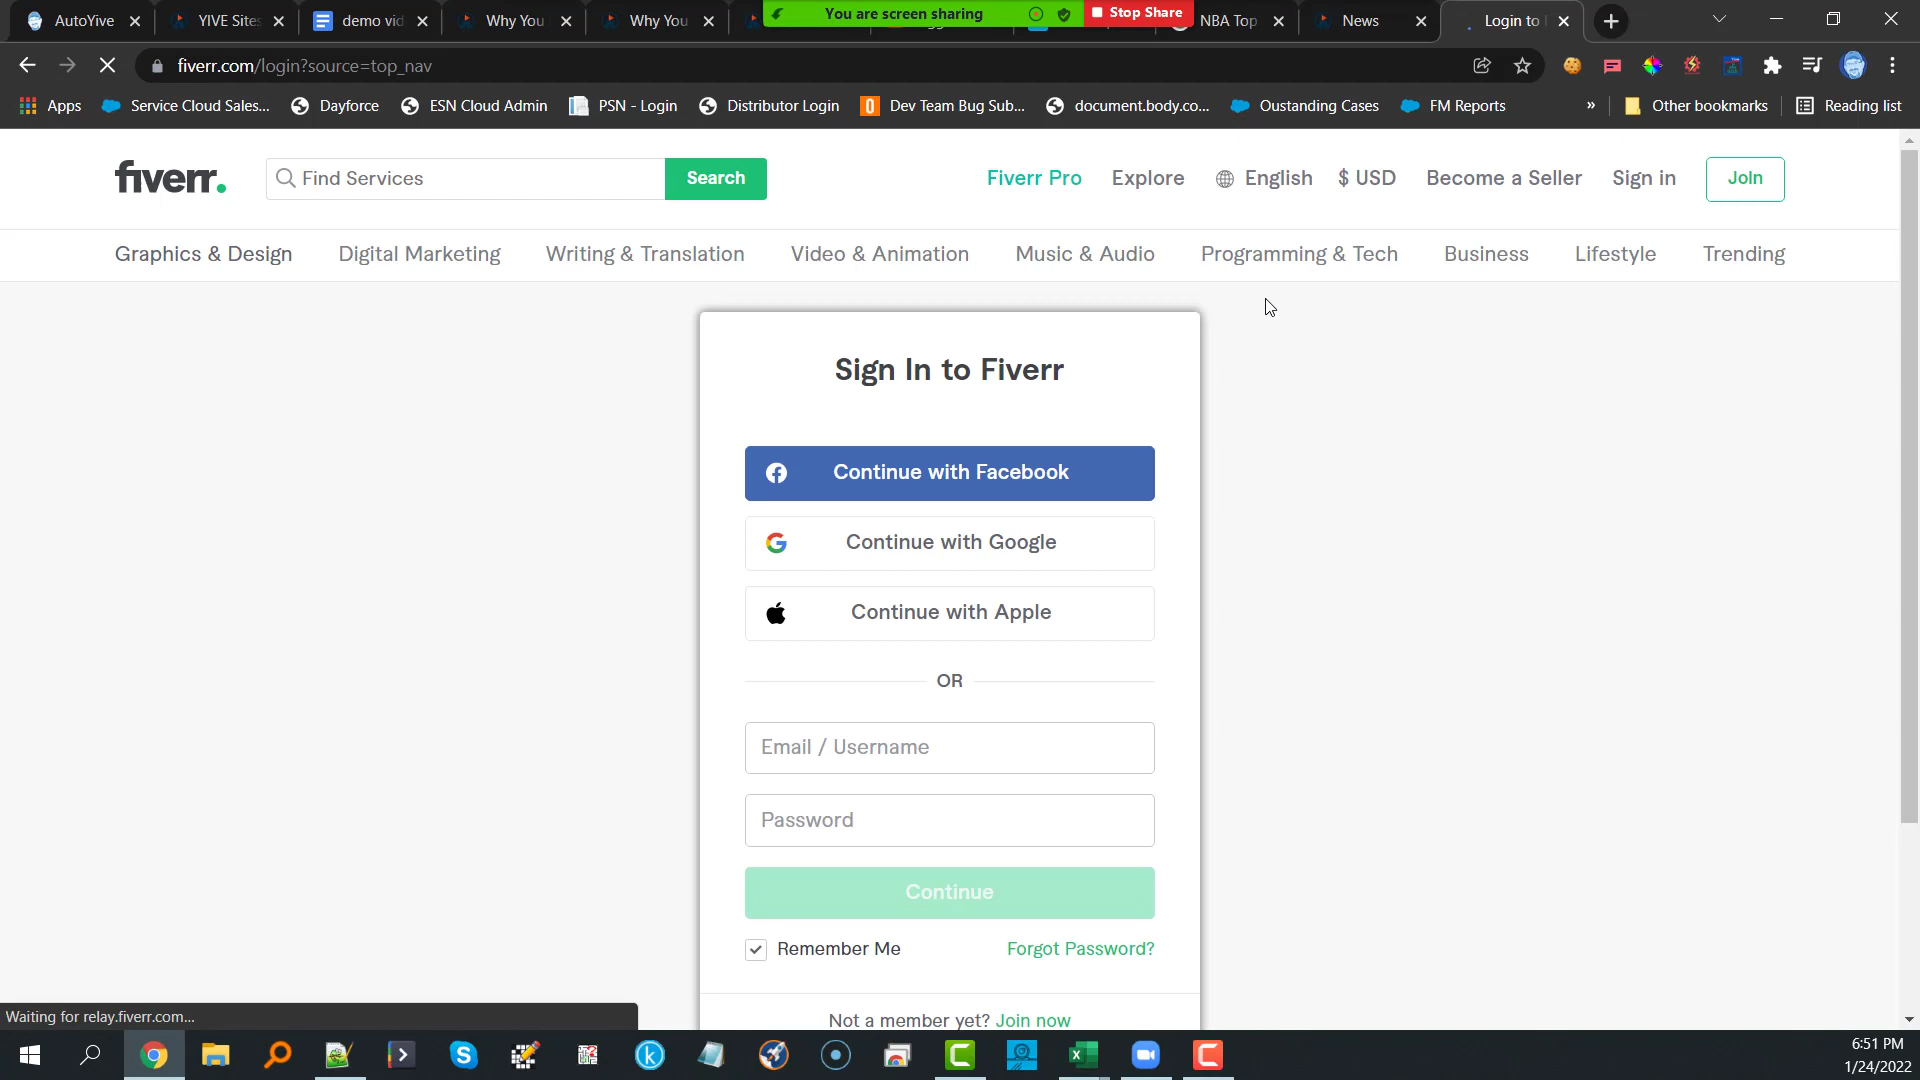 AutoYive
YIVE Sites
demo vid
Why You
Why You
You are screen sharing
Stop Share
NBA Top
News
Login to
fiverr.com/login?source=top_nav
Apps
Service Cloud Sales...
Dayforce
ESN Cloud Admin
PSN - Login
Distributor Login
Dev Team Bug Sub...
document.body.co...
Oustanding Cases
FM Reports
»
Other bookmarks
Reading list
fiverr.
Find Services
Search
Fiverr Pro
Explore
English
$ USD
Become a Seller
Sign in
Join
Graphics & Design
Digital Marketing
Writing & Translation
Video & Animation
Music & Audio
Programming & Tech
Business
Lifestyle
Trending
Sign In to Fiverr
Continue with Facebook
Continue with Google
Continue with Apple
OR
Email / Username
Password
Continue
Remember Me
Forgot Password?
Not a member yet? Join now
Waiting for relay.fiverr.com...
6:51 PM
1/24/2022